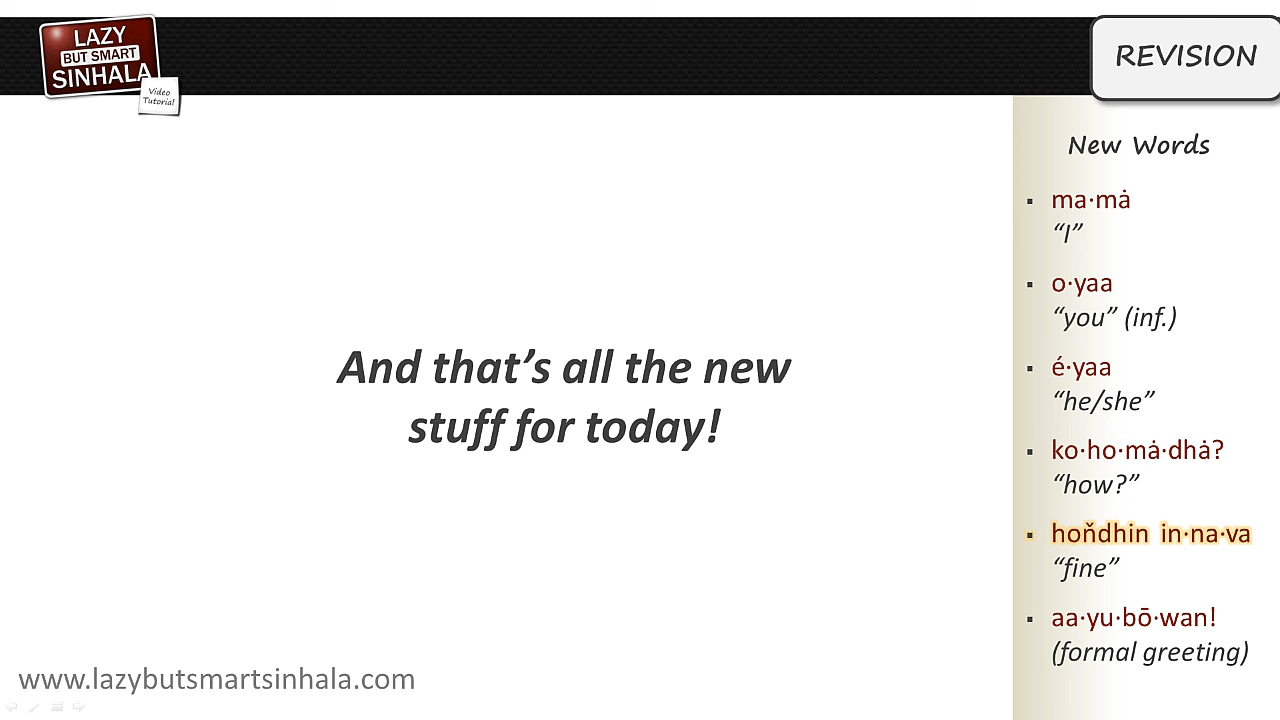 LAZY
BUT SMART
SINHALA
Video
Tutorial
REVISION
And that's all the new
stuff for today!
New Words
▪ ma·mȧ
“I”
▪ o·yaa
“you” (inf.)
▪ é·yaa
“he/she”
▪ ko·ho·mȧ·dhȧ?
“how?”
▪ hoňdhin in·na·va
“fine”
▪ aa·yu·bō·wan!
(formal greeting)
www.lazybutsmartsinhala.com